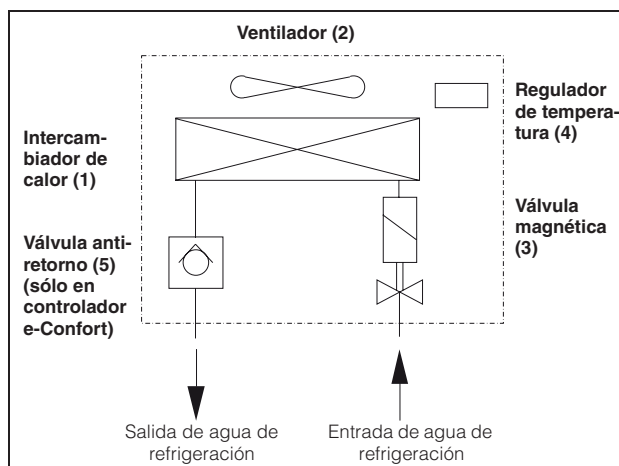 Ventilador (2)
Regulador
de tempera-
tura (4)
Intercam-
biador de
calor (1)
Válvula
magnética
(3)
Válvula anti-
retorno (5)
(sólo en
controlador
e-Confort)
Salida de agua de
refrigeración
Entrada de agua de
refrigeración